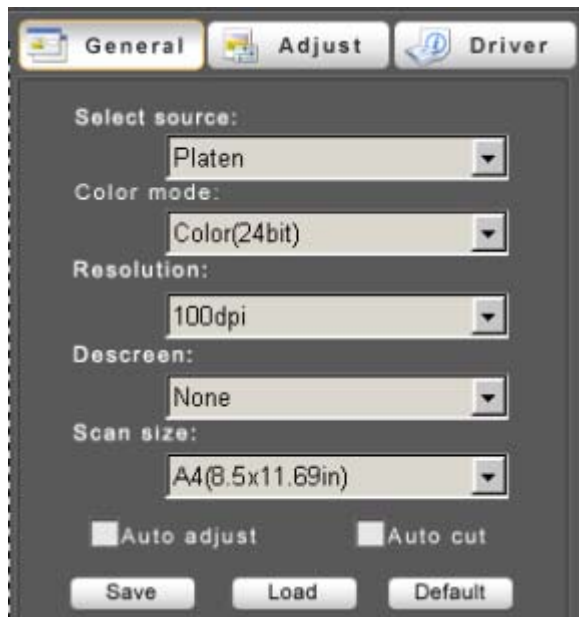 General Adjust Driver
Select source:
Platen
Color mode:
Color(24bit)
Resolution:
100dpi
Descreen:
None
Scan size:
A4(8.5x11.69in)
Auto adjust Auto cut
Save Load Default